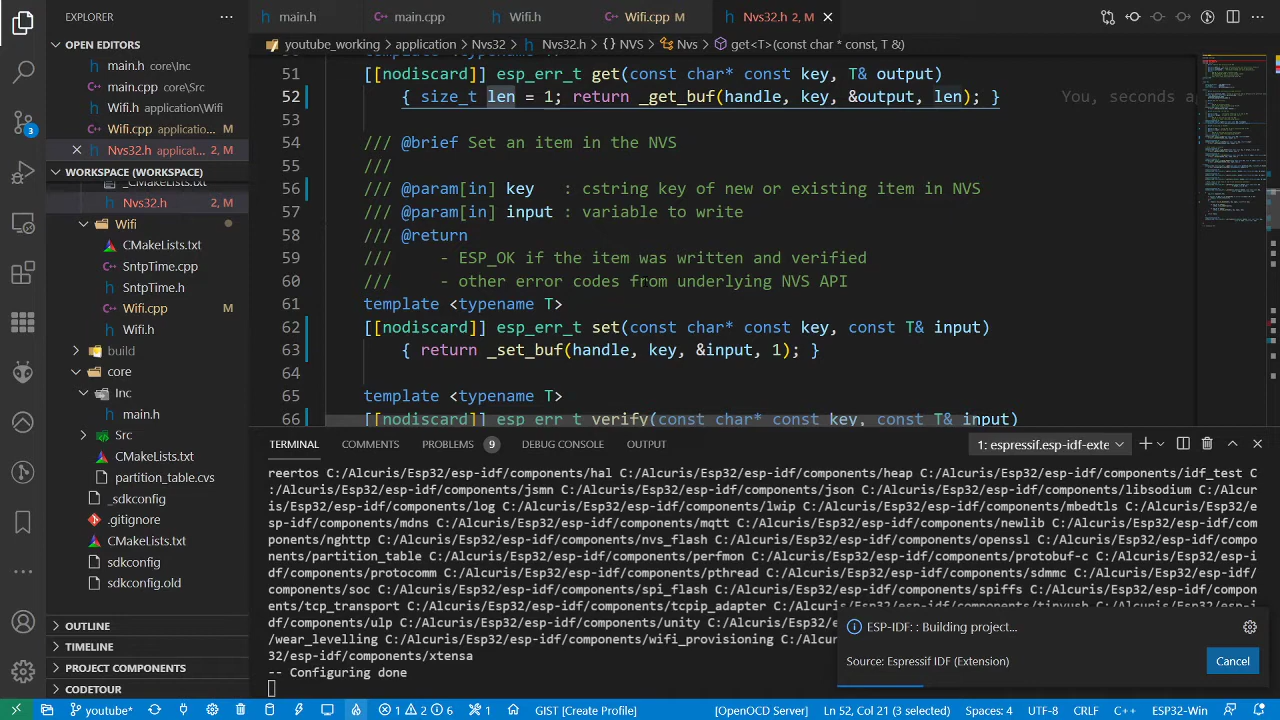 EXPLORER
main.h
main.cpp
Wifi.h
Wifi.cpp M
Nvs32.h 2, M
OPEN EDITORS
main.h core\Inc
main.cpp core\Src
Wifi.h application\Wifi
Wifi.cpp applicatio... M
Nvs32.h applicat... 2, M
WORKSPACE (WORKSPACE)
CMakeLists.txt
Nvs32.h 2, M
Wifi
CMakeLists.txt
SntpTime.cpp
SntpTime.h
Wifi.cpp M
Wifi.h
build
core
Inc
main.h
Src
CMakeLists.txt
partition_table.cvs
_sdkconfig
.gitignore
CMakeLists.txt
sdkconfig
sdkconfig.old
OUTLINE
TIMELINE
PROJECT COMPONENTS
CODETOUR
3
youtube_working > application > Nvs32 > Nvs32.h > {} NVS > Nvs > get<T>(const char * const, T &)
51 [[nodiscard]] esp_err_t get(const char* const key, T& output)
52 { size_t len = 1; return _get_buf(handle, key, &output, len); } You, seconds a
53
54 /// @brief Set an item in the NVS
55 ///
56 /// @param[in] key : cstring key of new or existing item in NVS
57 /// @param[in] input : variable to write
58 /// @return
59 /// - ESP_OK if the item was written and verified
60 /// - other error codes from underlying NVS API
61 template <typename T>
62 [[nodiscard]] esp_err_t set(const char* const key, const T& input)
63 { return _set_buf(handle, key, &input, 1); }
64
65 template <typename T>
66 [[nodiscard]] esp_err_t verify(const char* const key, const T& input)
TERMINAL COMMENTS PROBLEMS 9 DEBUG CONSOLE OUTPUT
1: espressif.esp-idf-exte
reertos C:/Alcuris/Esp32/esp-idf/components/hal C:/Alcuris/Esp32/esp-idf/components/heap C:/Alcuris/Esp32/esp-idf/components/idf_test C
:/Alcuris/Esp32/esp-idf/components/jsmn C:/Alcuris/Esp32/esp-idf/components/json C:/Alcuris/Esp32/esp-idf/components/libsodium C:/Alcur
is/Esp32/esp-idf/components/log C:/Alcuris/Esp32/esp-idf/components/lwip C:/Alcuris/Esp32/esp-idf/components/mbedtls C:/Alcuris/Esp32/e
sp-idf/components/mdns C:/Alcuris/Esp32/esp-idf/components/mqtt C:/Alcuris/Esp32/esp-idf/components/newlib C:/Alcuris/Esp32/esp-idf/com
ponents/nghttp C:/Alcuris/Esp32/esp-idf/components/nvs_flash C:/Alcuris/Esp32/esp-idf/components/openssl C:/Alcuris/Esp32/esp-idf/compo
nents/partition_table C:/Alcuris/Esp32/esp-idf/components/perfmon C:/Alcuris/Esp32/esp-idf/components/protobuf-c C:/Alcuris/Esp32/esp-i
df/components/protocomm C:/Alcuris/Esp32/esp-idf/components/pthread C:/Alcuris/Esp32/esp-idf/components/sdmmc C:/Alcuris/Esp32/esp-idf/
components/soc C:/Alcuris/Esp32/esp-idf/components/spi_flash C:/Alcuris/Esp32/esp-idf/components/spiffs C:/Alcuris/Esp32/esp-idf/compon
ents/tcp_transport C:/Alcuris/Esp32/esp-idf/components/tcpip_adapter C:/Alcuris/Esp32/esp-idf/components/tinyusb C:/Alcuris/Esp32/esp-i
df/components/ulp C:/Alcuris/Esp32/esp-idf/components/unity C:/Alcuris/Esp32/
/wear_levelling C:/Alcuris/Esp32/esp-idf/components/wifi_provisioning C:/Alcuris/
32/esp-idf/components/xtensa
-- Configuring done
ESP-IDF: : Building project...
Source: Espressif IDF (Extension)
Cancel
youtube* 1 2 6 1 GIST [Create Profile] [OpenOCD Server] Ln 52, Col 21 (3 selected) Spaces: 4 UTF-8 CRLF C++ ESP32-Win